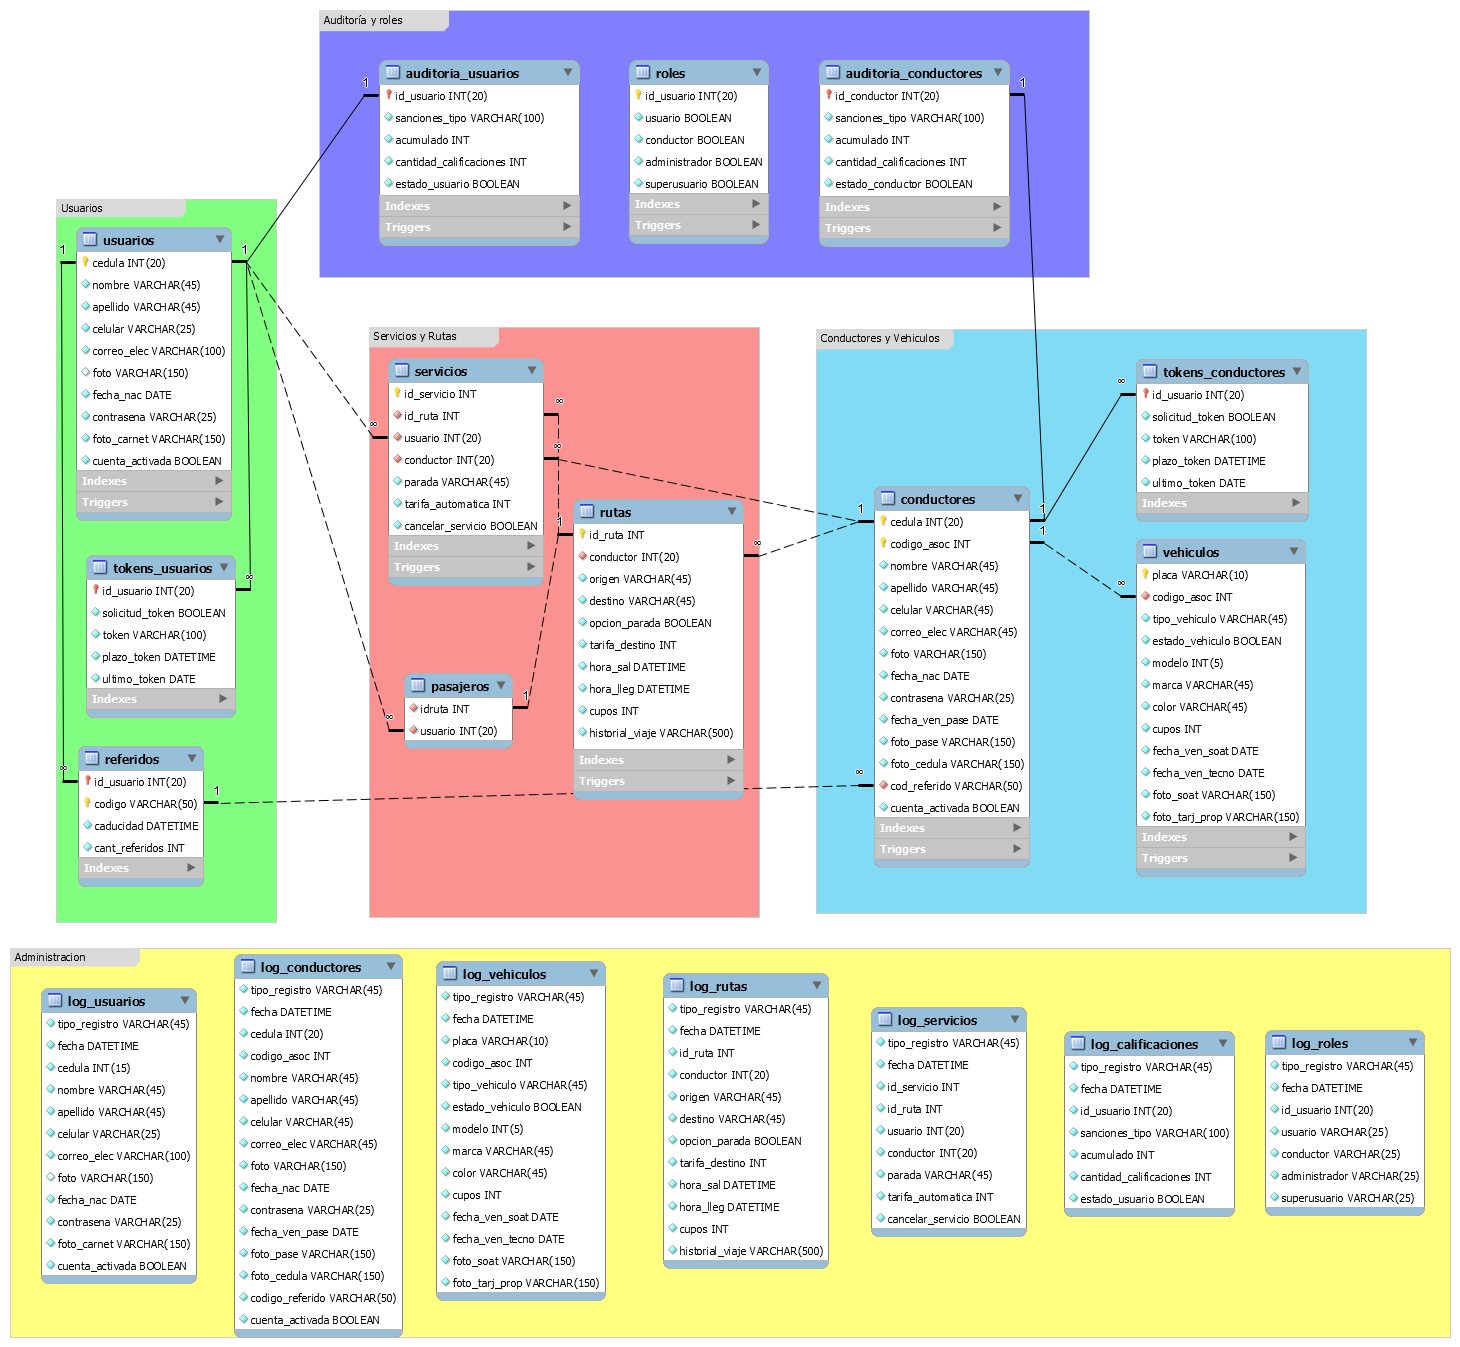 Auditoría y roles
auditoria_usuarios
id_usuario INT(20)
sanciones_tipo VARCHAR(100)
acumulado INT
cantidad_calificaciones INT
estado_usuario BOOLEAN
Indexes
Triggers
roles
id_usuario INT(20)
usuario BOOLEAN
conductor BOOLEAN
administrador BOOLEAN
superusuario BOOLEAN
Indexes
Triggers
auditoria_conductores
id_conductor INT(20)
sanciones_tipo VARCHAR(100)
acumulado INT
cantidad_calificaciones INT
estado_conductor BOOLEAN
Indexes
Triggers
1
1
Usuarios
usuarios
cedula INT(20)
nombre VARCHAR(45)
apellido VARCHAR(45)
celular VARCHAR(25)
correo_elec VARCHAR(100)
foto VARCHAR(150)
fecha_nac DATE
contrasena VARCHAR(25)
foto_carnet VARCHAR(150)
cuenta_activada BOOLEAN
Indexes
Triggers
1
1
tokens_usuarios
id_usuario INT(20)
solicitud_token BOOLEAN
token VARCHAR(100)
plazo_token DATETIME
ultimo_token DATE
Indexes
∞
referidos
id_usuario INT(20)
codigo VARCHAR(50)
caducidad DATETIME
cant_referidos INT
Indexes
∞
1
Servicios y Rutas
servicios
id_servicio INT
id_ruta INT
usuario INT(20)
conductor INT(20)
parada VARCHAR(45)
tarifa_automatica INT
cancelar_servicio BOOLEAN
Indexes
Triggers
∞
∞
∞
rutas
id_ruta INT
conductor INT(20)
origen VARCHAR(45)
destino VARCHAR(45)
opcion_parada BOOLEAN
tarifa_destino INT
hora_sal DATETIME
hora_lleg DATETIME
cupos INT
historial_viaje VARCHAR(500)
Indexes
Triggers
1
∞
pasajeros
idruta INT
usuario INT(20)
1
∞
Conductores y Vehiculos
conductores
cedula INT(20)
codigo_asoc INT
nombre VARCHAR(45)
apellido VARCHAR(45)
celular VARCHAR(45)
correo_elec VARCHAR(45)
foto VARCHAR(150)
fecha_nac DATE
contrasena VARCHAR(25)
fecha_ven_pase DATE
foto_pase VARCHAR(150)
foto_cedula VARCHAR(150)
cod_referido VARCHAR(50)
cuenta_activada BOOLEAN
Indexes
Triggers
1
1
1
∞
tokens_conductores
id_usuario INT(20)
solicitud_token BOOLEAN
token VARCHAR(100)
plazo_token DATETIME
ultimo_token DATE
Indexes
∞
vehiculos
placa VARCHAR(10)
codigo_asoc INT
tipo_vehiculo VARCHAR(45)
estado_vehiculo BOOLEAN
modelo INT(5)
marca VARCHAR(45)
color VARCHAR(45)
cupos INT
fecha_ven_soat DATE
fecha_ven_tecno DATE
foto_soat VARCHAR(150)
foto_tarj_prop VARCHAR(150)
Indexes
Triggers
∞
Administracion
log_usuarios
tipo_registro VARCHAR(45)
fecha DATETIME
cedula INT(15)
nombre VARCHAR(45)
apellido VARCHAR(45)
celular VARCHAR(25)
correo_elec VARCHAR(100)
foto VARCHAR(150)
fecha_nac DATE
contrasena VARCHAR(25)
foto_carnet VARCHAR(150)
cuenta_activada BOOLEAN
log_conductores
tipo_registro VARCHAR(45)
fecha DATETIME
cedula INT(20)
codigo_asoc INT
nombre VARCHAR(45)
apellido VARCHAR(45)
celular VARCHAR(45)
correo_elec VARCHAR(45)
foto VARCHAR(150)
fecha_nac DATE
contrasena VARCHAR(25)
fecha_ven_pase DATE
foto_pase VARCHAR(150)
foto_cedula VARCHAR(150)
codigo_referido VARCHAR(50)
cuenta_activada BOOLEAN
log_vehiculos
tipo_registro VARCHAR(45)
fecha DATETIME
placa VARCHAR(10)
codigo_asoc INT
tipo_vehiculo VARCHAR(45)
estado_vehiculo BOOLEAN
modelo INT(5)
marca VARCHAR(45)
color VARCHAR(45)
cupos INT
fecha_ven_soat DATE
fecha_ven_tecno DATE
foto_soat VARCHAR(150)
foto_tarj_prop VARCHAR(150)
log_rutas
tipo_registro VARCHAR(45)
fecha DATETIME
id_ruta INT
conductor INT(20)
origen VARCHAR(45)
destino VARCHAR(45)
opcion_parada BOOLEAN
tarifa_destino INT
hora_sal DATETIME
hora_lleg DATETIME
cupos INT
historial_viaje VARCHAR(500)
log_servicios
tipo_registro VARCHAR(45)
fecha DATETIME
id_servicio INT
id_ruta INT
usuario INT(20)
conductor INT(20)
parada VARCHAR(45)
tarifa_automatica INT
cancelar_servicio BOOLEAN
log_calificaciones
tipo_registro VARCHAR(45)
fecha DATETIME
id_usuario INT(20)
sanciones_tipo VARCHAR(100)
acumulado INT
cantidad_calificaciones INT
estado_usuario BOOLEAN
log_roles
tipo_registro VARCHAR(45)
fecha DATETIME
id_usuario INT(20)
usuario VARCHAR(25)
conductor VARCHAR(25)
administrador VARCHAR(25)
superusuario VARCHAR(25)